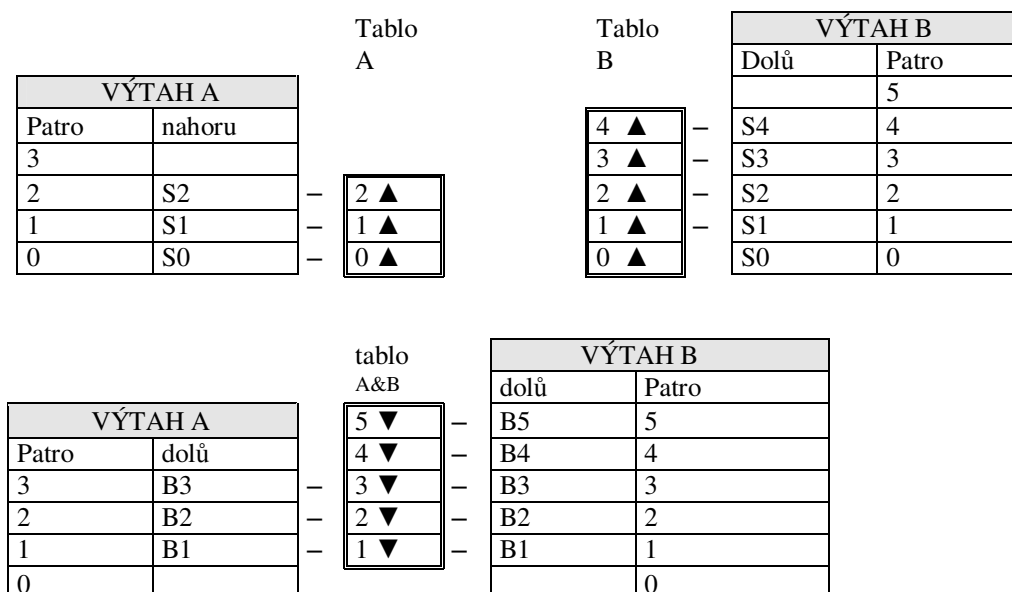 Tablo Tablo VÝTAH B
A B Dolů Patro
VÝTAH A 5
Patro nahoru 4 ▲ – S4 4
3 3 ▲ – S3 3
2 S2 – 2 ▲ 2 ▲ – S2 2
1 S1 – 1 ▲ 1 ▲ – S1 1
0 S0 – 0 ▲ 0 ▲ S0 0
tablo VÝTAH B
A&B dolů Patro
VÝTAH A 5 ▼ – B5 5
Patro dolů 4 ▼ – B4 4
3 B3 – 3 ▼ – B3 3
2 B2 – 2 ▼ – B2 2
1 B1 – 1 ▼ – B1 1
0 0